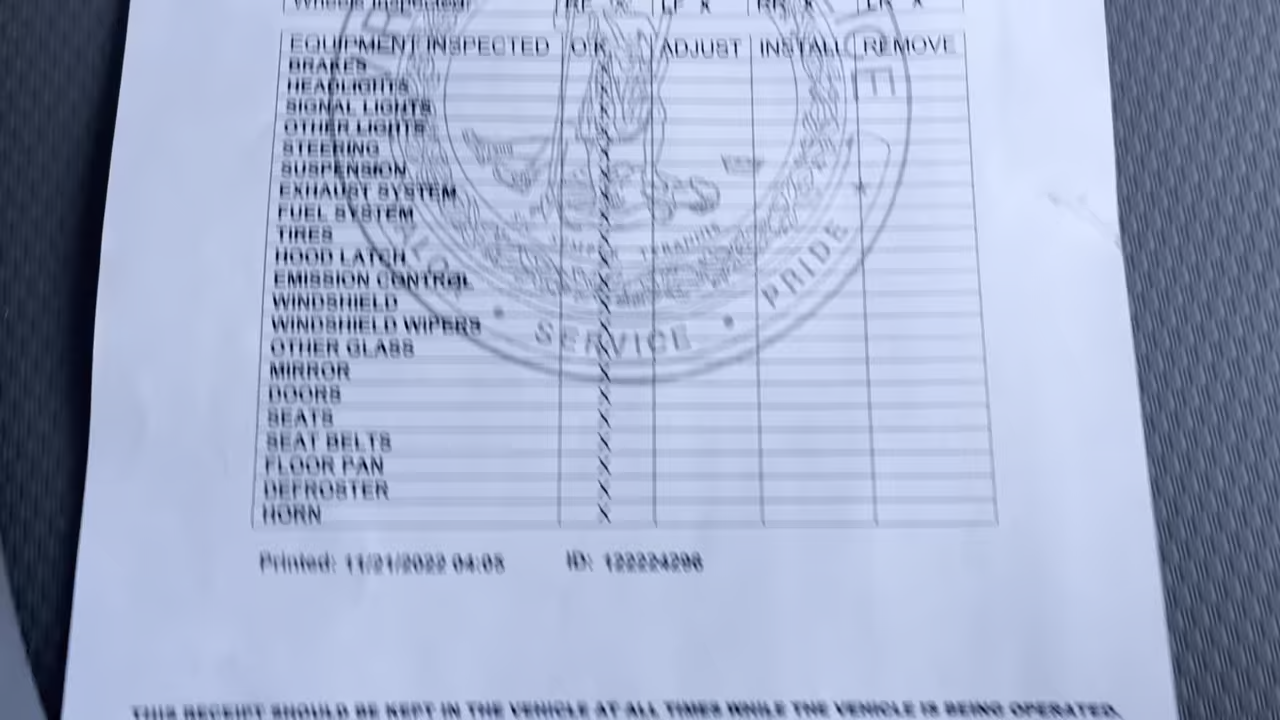 Wheels Inspected: RF X LF X RR X LR X
EQUIPMENT INSPECTED O.K. ADJUST INSTALL REMOVE
BRAKES X
HEADLIGHTS X
SIGNAL LIGHTS X
OTHER LIGHTS X
STEERING X
SUSPENSION X
EXHAUST SYSTEM X
FUEL SYSTEM X
TIRES X
HOOD LATCH X
EMISSION CONTROL X
WINDSHIELD X
WINDSHIELD WIPERS X
OTHER GLASS X
MIRROR X
DOORS X
SEATS X
SEAT BELTS X
FLOOR PAN X
DEFROSTER X
HORN X
SERVICE • PRIDE
TYRANNIS
Printed: 11/21/2022 04:05 ID: 122224296
THIS RECEIPT SHOULD BE KEPT IN THE VEHICLE AT ALL TIMES WHILE THE VEHICLE IS BEING OPERATED.